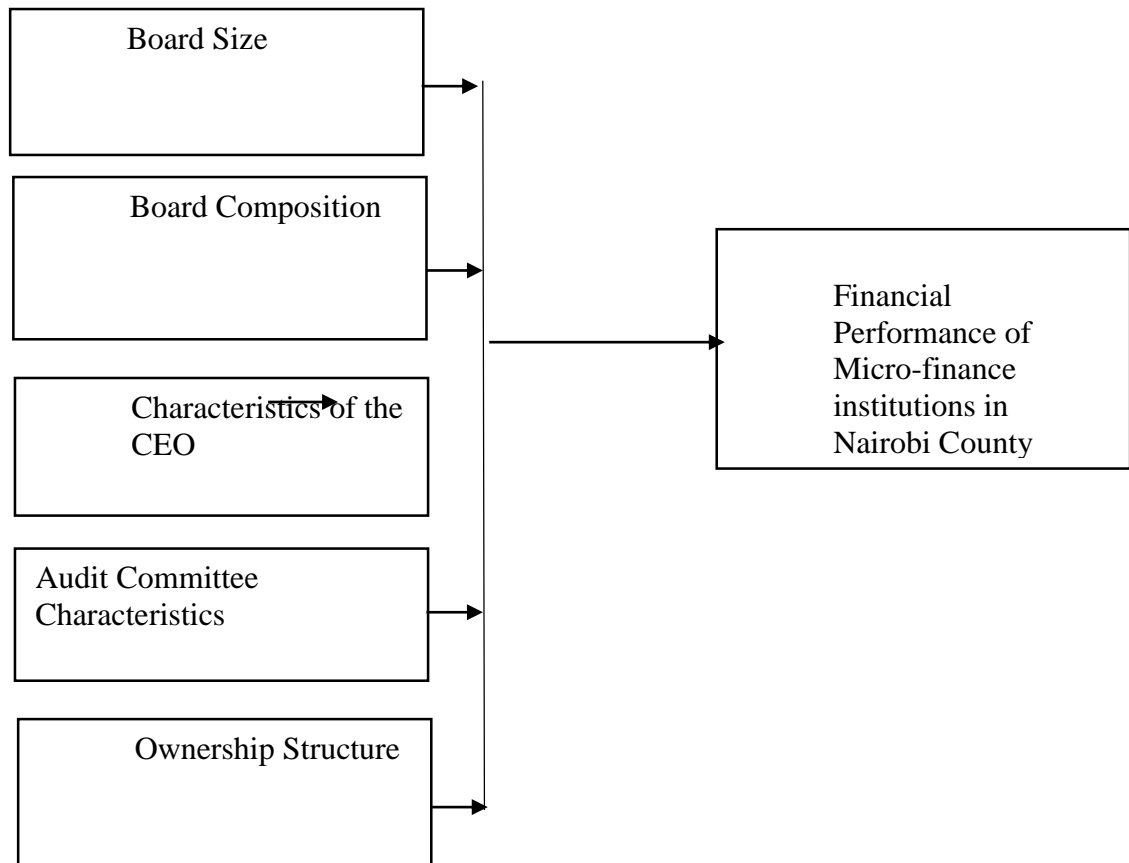 Board Size
Board Composition
Characteristics of the
CEO
Audit Committee
Characteristics
Ownership Structure
Financial
Performance of
Micro-finance
institutions in
Nairobi County